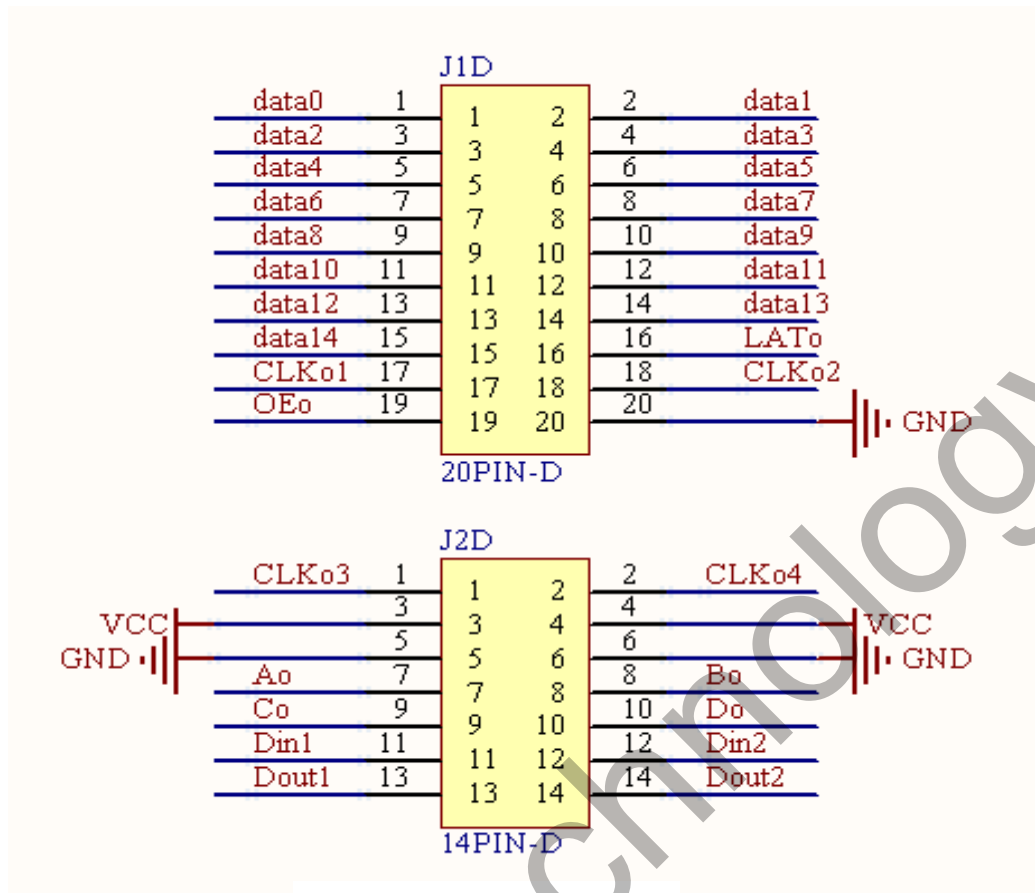 J1D
data0 1 1 2 2 data1
data2 3 3 4 4 data3
data4 5 5 6 6 data5
data6 7 7 8 8 data7
data8 9 9 10 10 data9
data10 11 11 12 12 data11
data12 13 13 14 14 data13
data14 15 15 16 16 LATo
CLKo1 17 17 18 18 CLKo2
OEo 19 19 20 20 GND
20PIN-D
J2D
CLKo3 1 1 2 2 CLKo4
VCC 3 3 4 4 VCC
GND 5 5 6 6 GND
Ao 7 7 8 8 Bo
Co 9 9 10 10 Do
Din1 11 11 12 12 Din2
Dout1 13 13 14 14 Dout2
14PIN-D
chnology